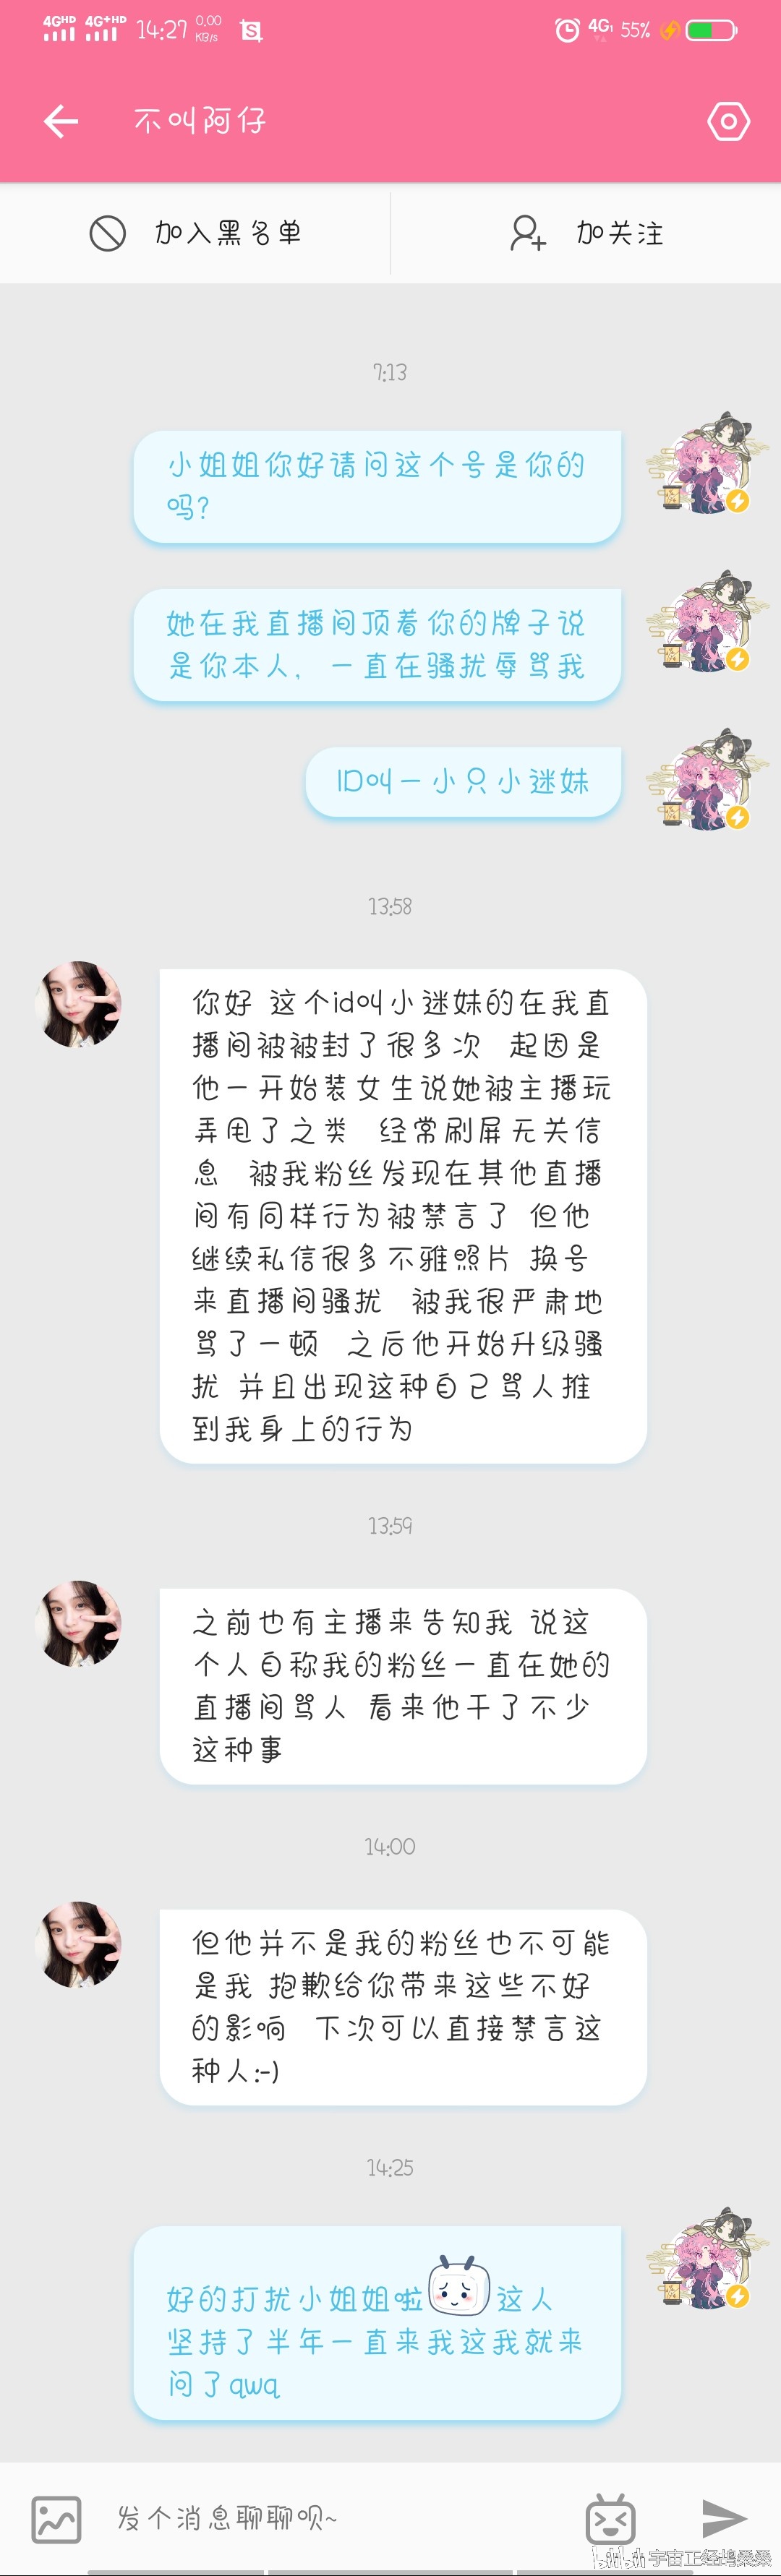 4GHD 4G+HD 14:27 0.00 KB/s S 4G 55%
不叫阿仔
加入黑名单 加关注
7:13
小姐姐你好请问这个号是你的
吗?
她在我直播间顶着你的牌子说
是你本人,一直在骚扰辱骂我
ID叫一小只小迷妹
13:58
你好 这个id叫小迷妹的在我直
播间被被封了很多次 起因是
他一开始装女生说她被主播玩
弄甩了之类 经常刷屏无关信
息 被我粉丝发现在其他直播
间有同样行为被禁言了 但他
继续私信很多不雅照片 换号
来直播间骚扰 被我很严肃地
骂了一顿 之后他开始升级骚
扰 并且出现这种自己骂人推
到我身上的行为
13:59
之前也有主播来告知我 说这
个人自称我的粉丝一直在她的
直播间骂人 看来他干了不少
这种事
14:00
但他并不是我的粉丝也不可能
是我 抱歉给你带来这些不好
的影响 下次可以直接禁言这
种人:-)
14:25
好的打扰小姐姐啦这人
坚持了半年一直来我这我就来
问了qwq
发个消息聊聊呗~
bilibili 宇宙正经鸠桑桑